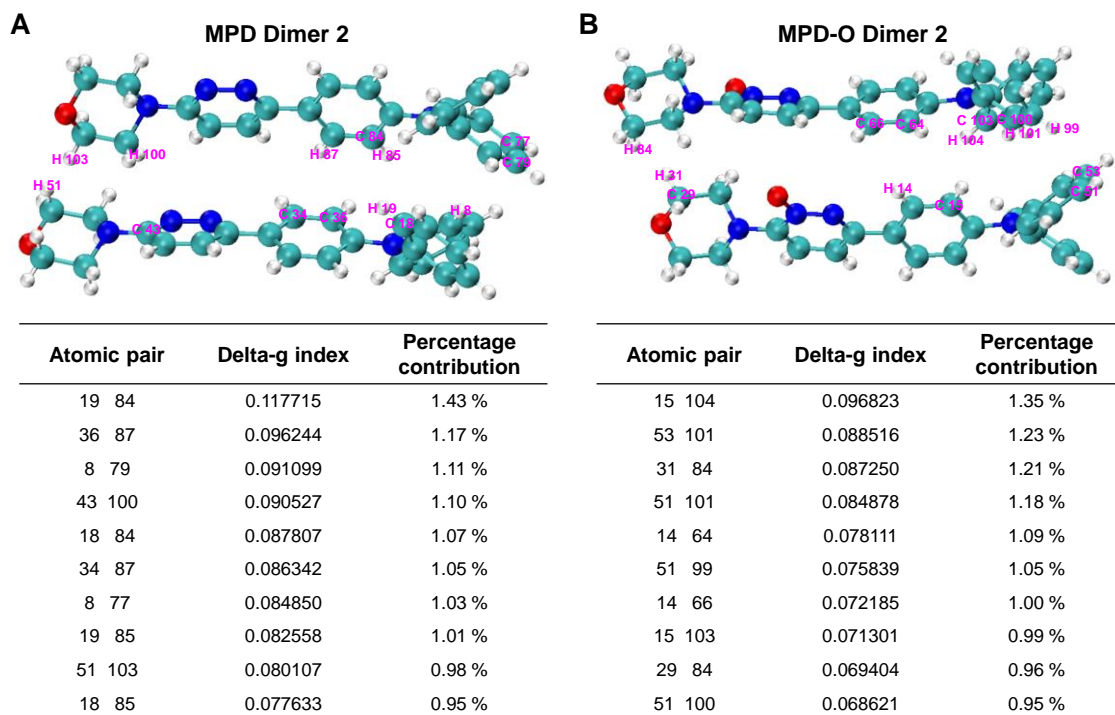 A
MPD Dimer 2
C 84
H 103
H 100
H 87
H 85
C 77
C 79
H 51
C 43
C 34
C 36
H 19
C 18
H 8
Atomic pair Delta-g index Percentage
contribution
19 84 0.117715 1.43 %
36 87 0.096244 1.17 %
8 79 0.091099 1.11 %
43 100 0.090527 1.10 %
18 84 0.087807 1.07 %
34 87 0.086342 1.05 %
8 77 0.084850 1.03 %
19 85 0.082558 1.01 %
51 103 0.080107 0.98 %
18 85 0.077633 0.95 %
B
MPD-O Dimer 2
H 84
C 66
C 64
C 103
C 100
H 99
H 104
H 101
H 31
C 29
H 14
C 15
C 53
C 51
Atomic pair Delta-g index Percentage
contribution
15 104 0.096823 1.35 %
53 101 0.088516 1.23 %
31 84 0.087250 1.21 %
51 101 0.084878 1.18 %
14 64 0.078111 1.09 %
51 99 0.075839 1.05 %
14 66 0.072185 1.00 %
15 103 0.071301 0.99 %
29 84 0.069404 0.96 %
51 100 0.068621 0.95 %